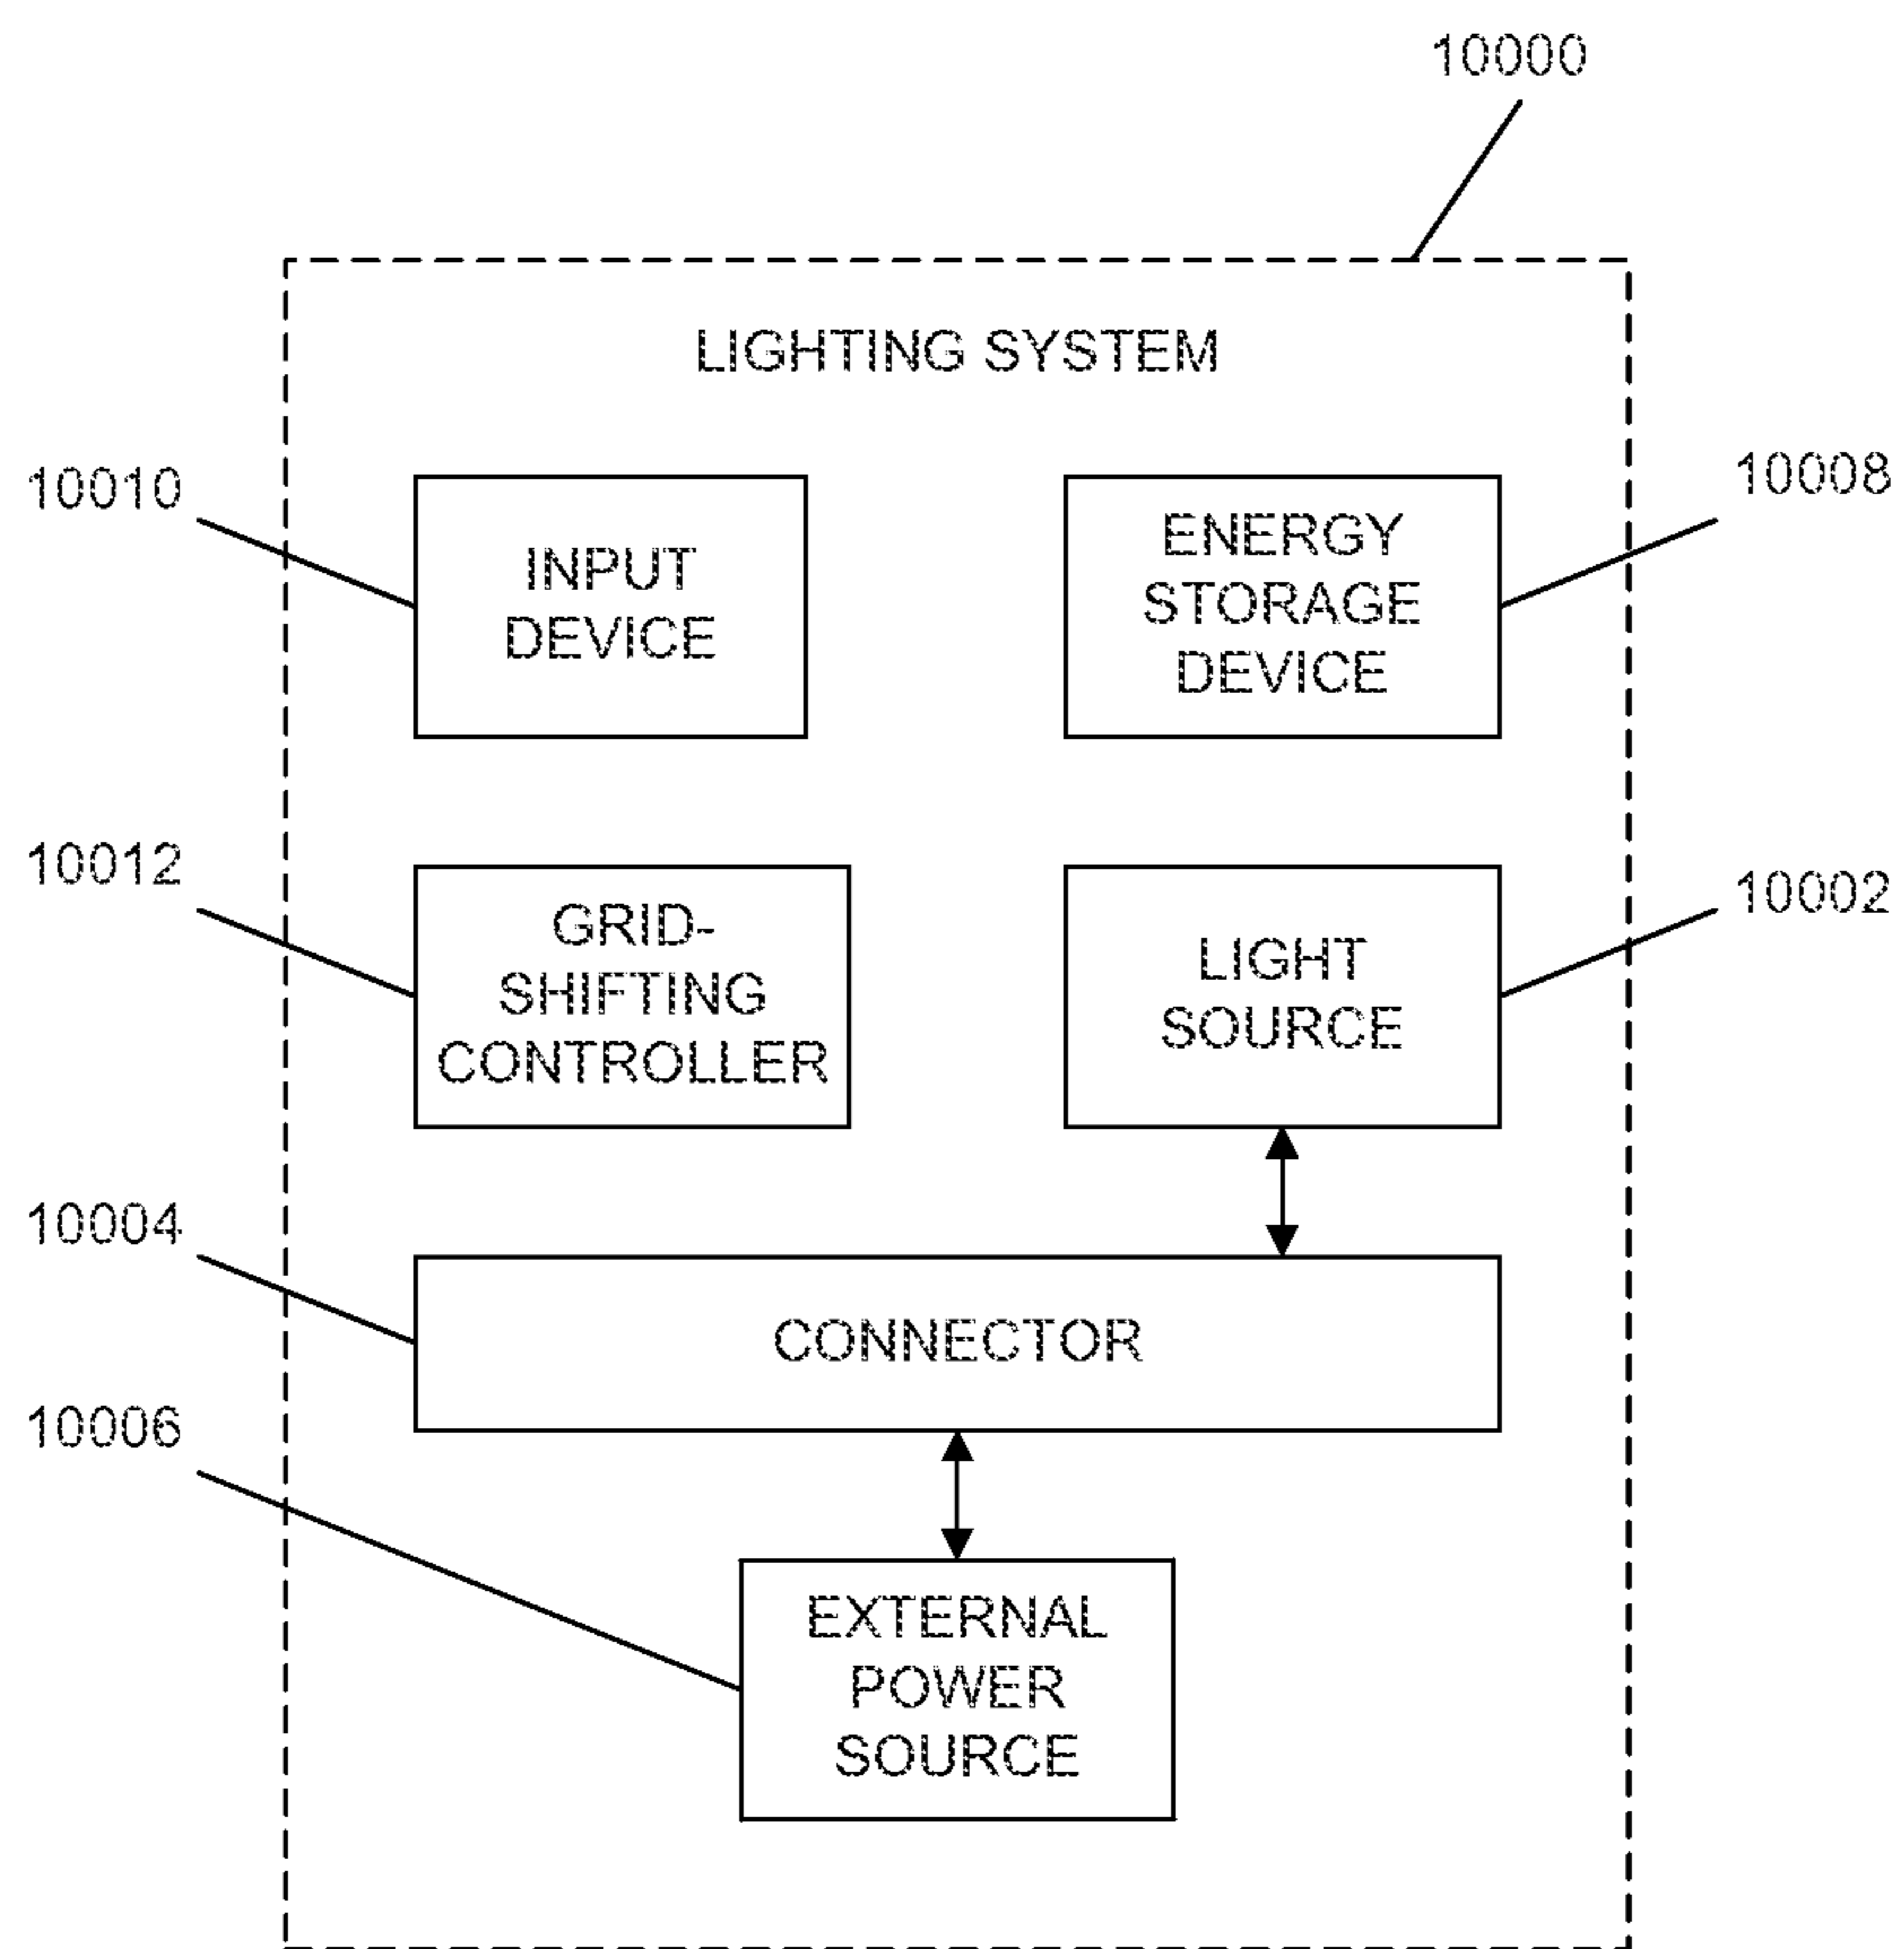 10000
LIGHTING SYSTEM
10010
INPUT
DEVICE
ENERGY
STORAGE
DEVICE
10008
10012
GRID-
SHIFTING
CONTROLLER
LIGHT
SOURCE
10002
10004
CONNECTOR
10006
EXTERNAL
POWER
SOURCE